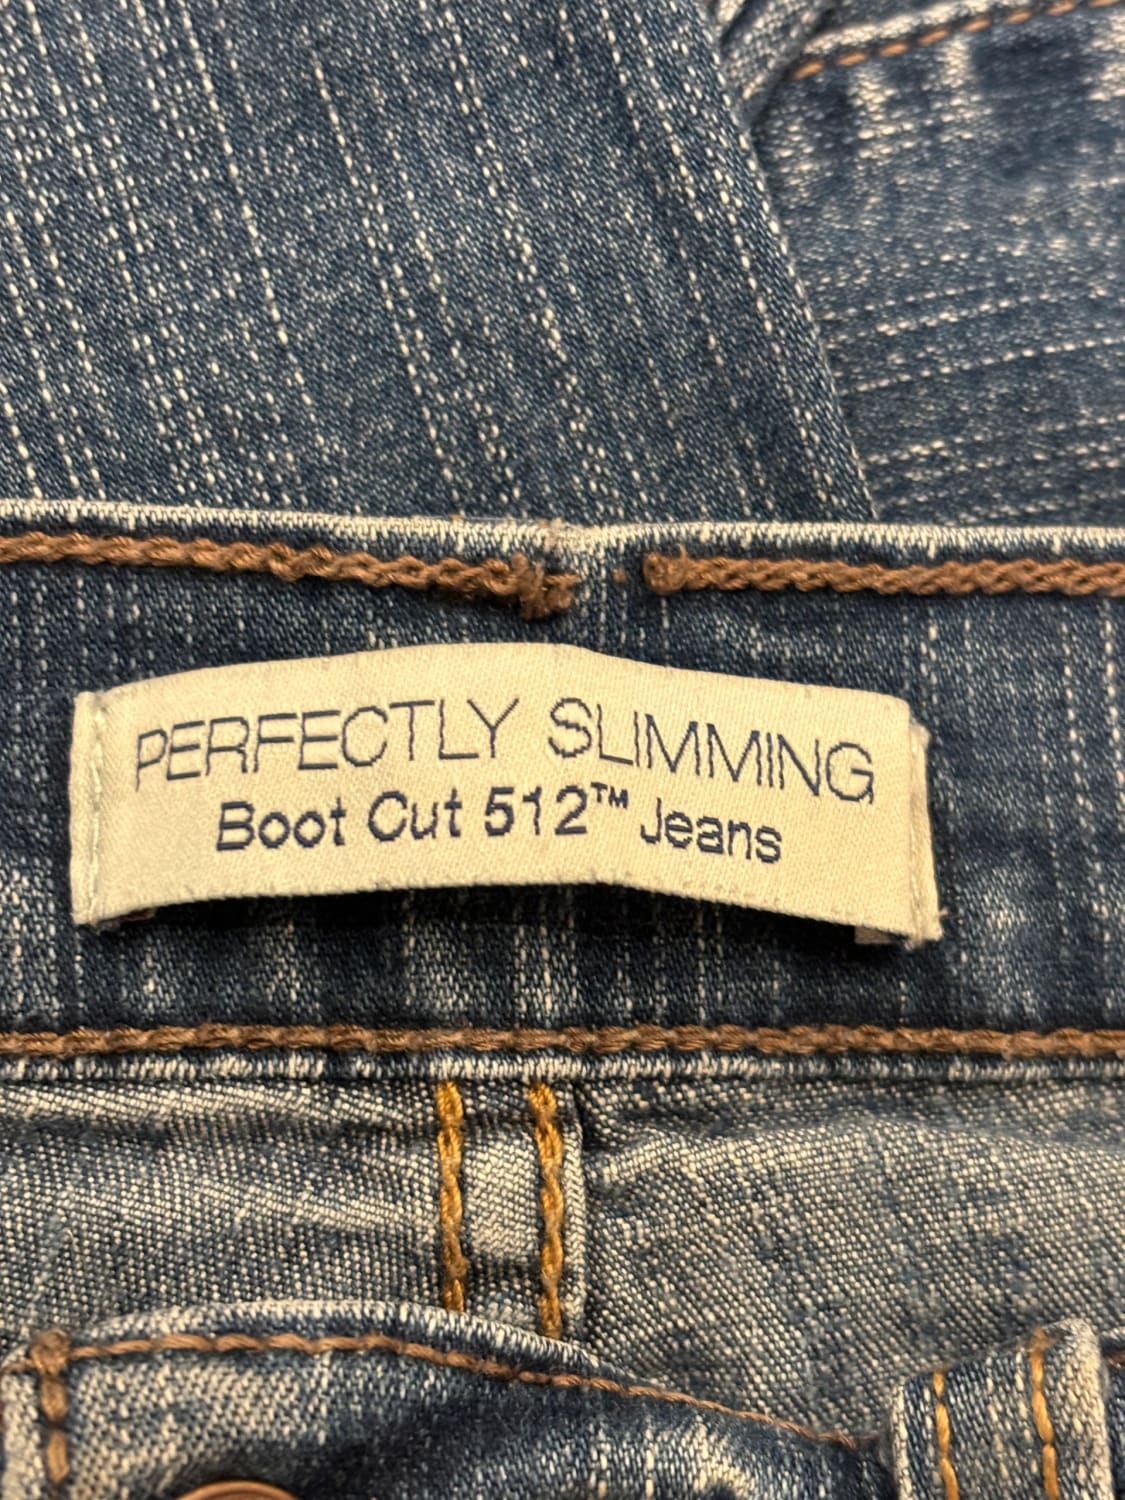 PERFECTLY SLIMMING
Boot Cut 512™ Jeans